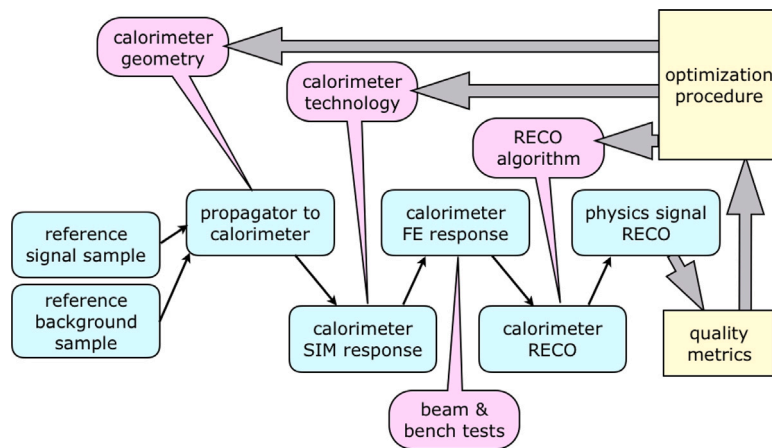 calorimeter
geometry
optimization
procedure
calorimeter
technology
RECO
algorithm
reference
signal sample
propagator to
calorimeter
calorimeter
FE response
physics signal
RECO
reference
background
sample
calorimeter
SIM response
calorimeter
RECO
quality
metrics
beam &
bench tests